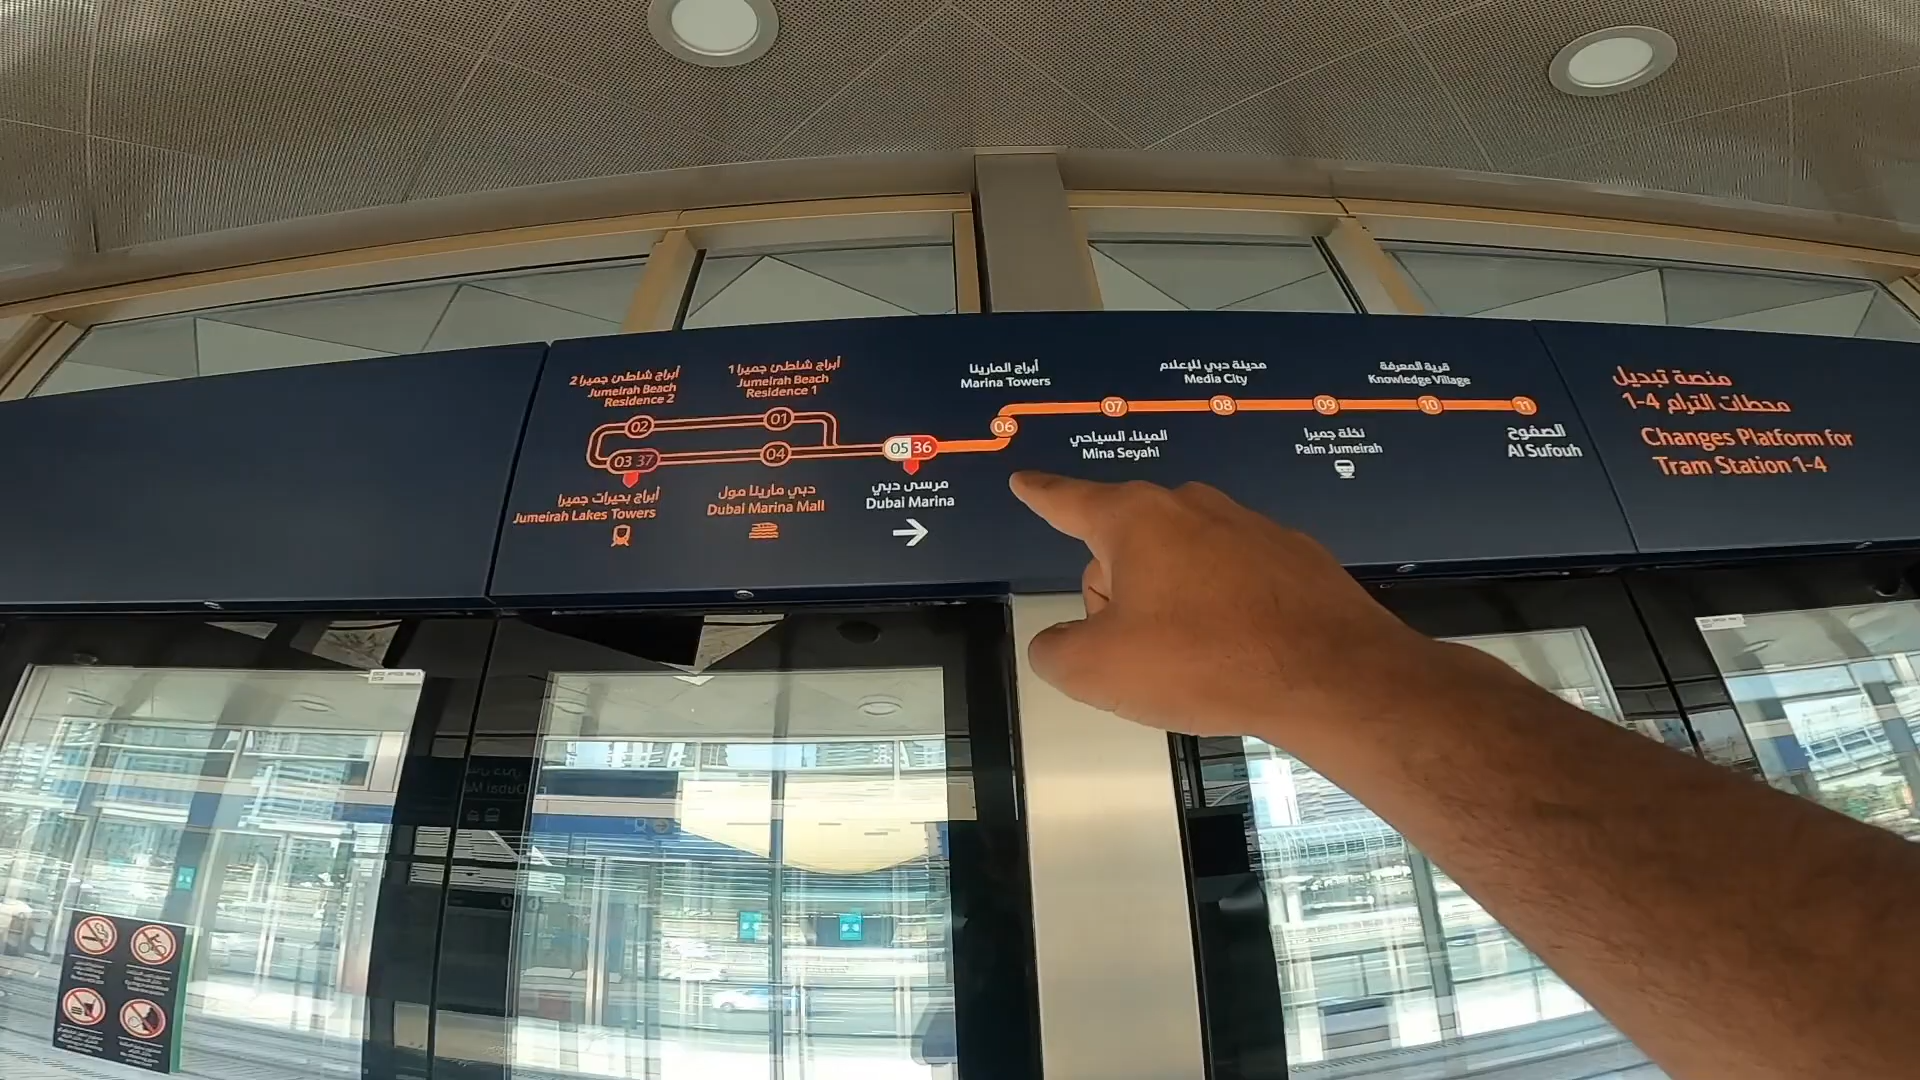 أبراج شاطئ جميرا 2
Jumeirah Beach
Residence 2
أبراج شاطئ جميرا 1
Jumeirah Beach
Residence 1
أبراج المارينا
Marina Towers
مدينة دبي للإعلام
Media City
قرية المعرفة
Knowledge Village
02
01
03 37
04
05 36
06
07
08
09
10
11
أبراج بحيرات جميرا
Jumeirah Lakes Towers
دبي مارينا مول
Dubai Marina Mall
مرسى دبي
Dubai Marina
الميناء السياحي
Mina Seyahi
نخلة جميرا
Palm Jumeirah
الصفوح
Al Sufouh
منصة تبديل
محطات الترام 4-1
Changes Platform for
Tram Station 1-4